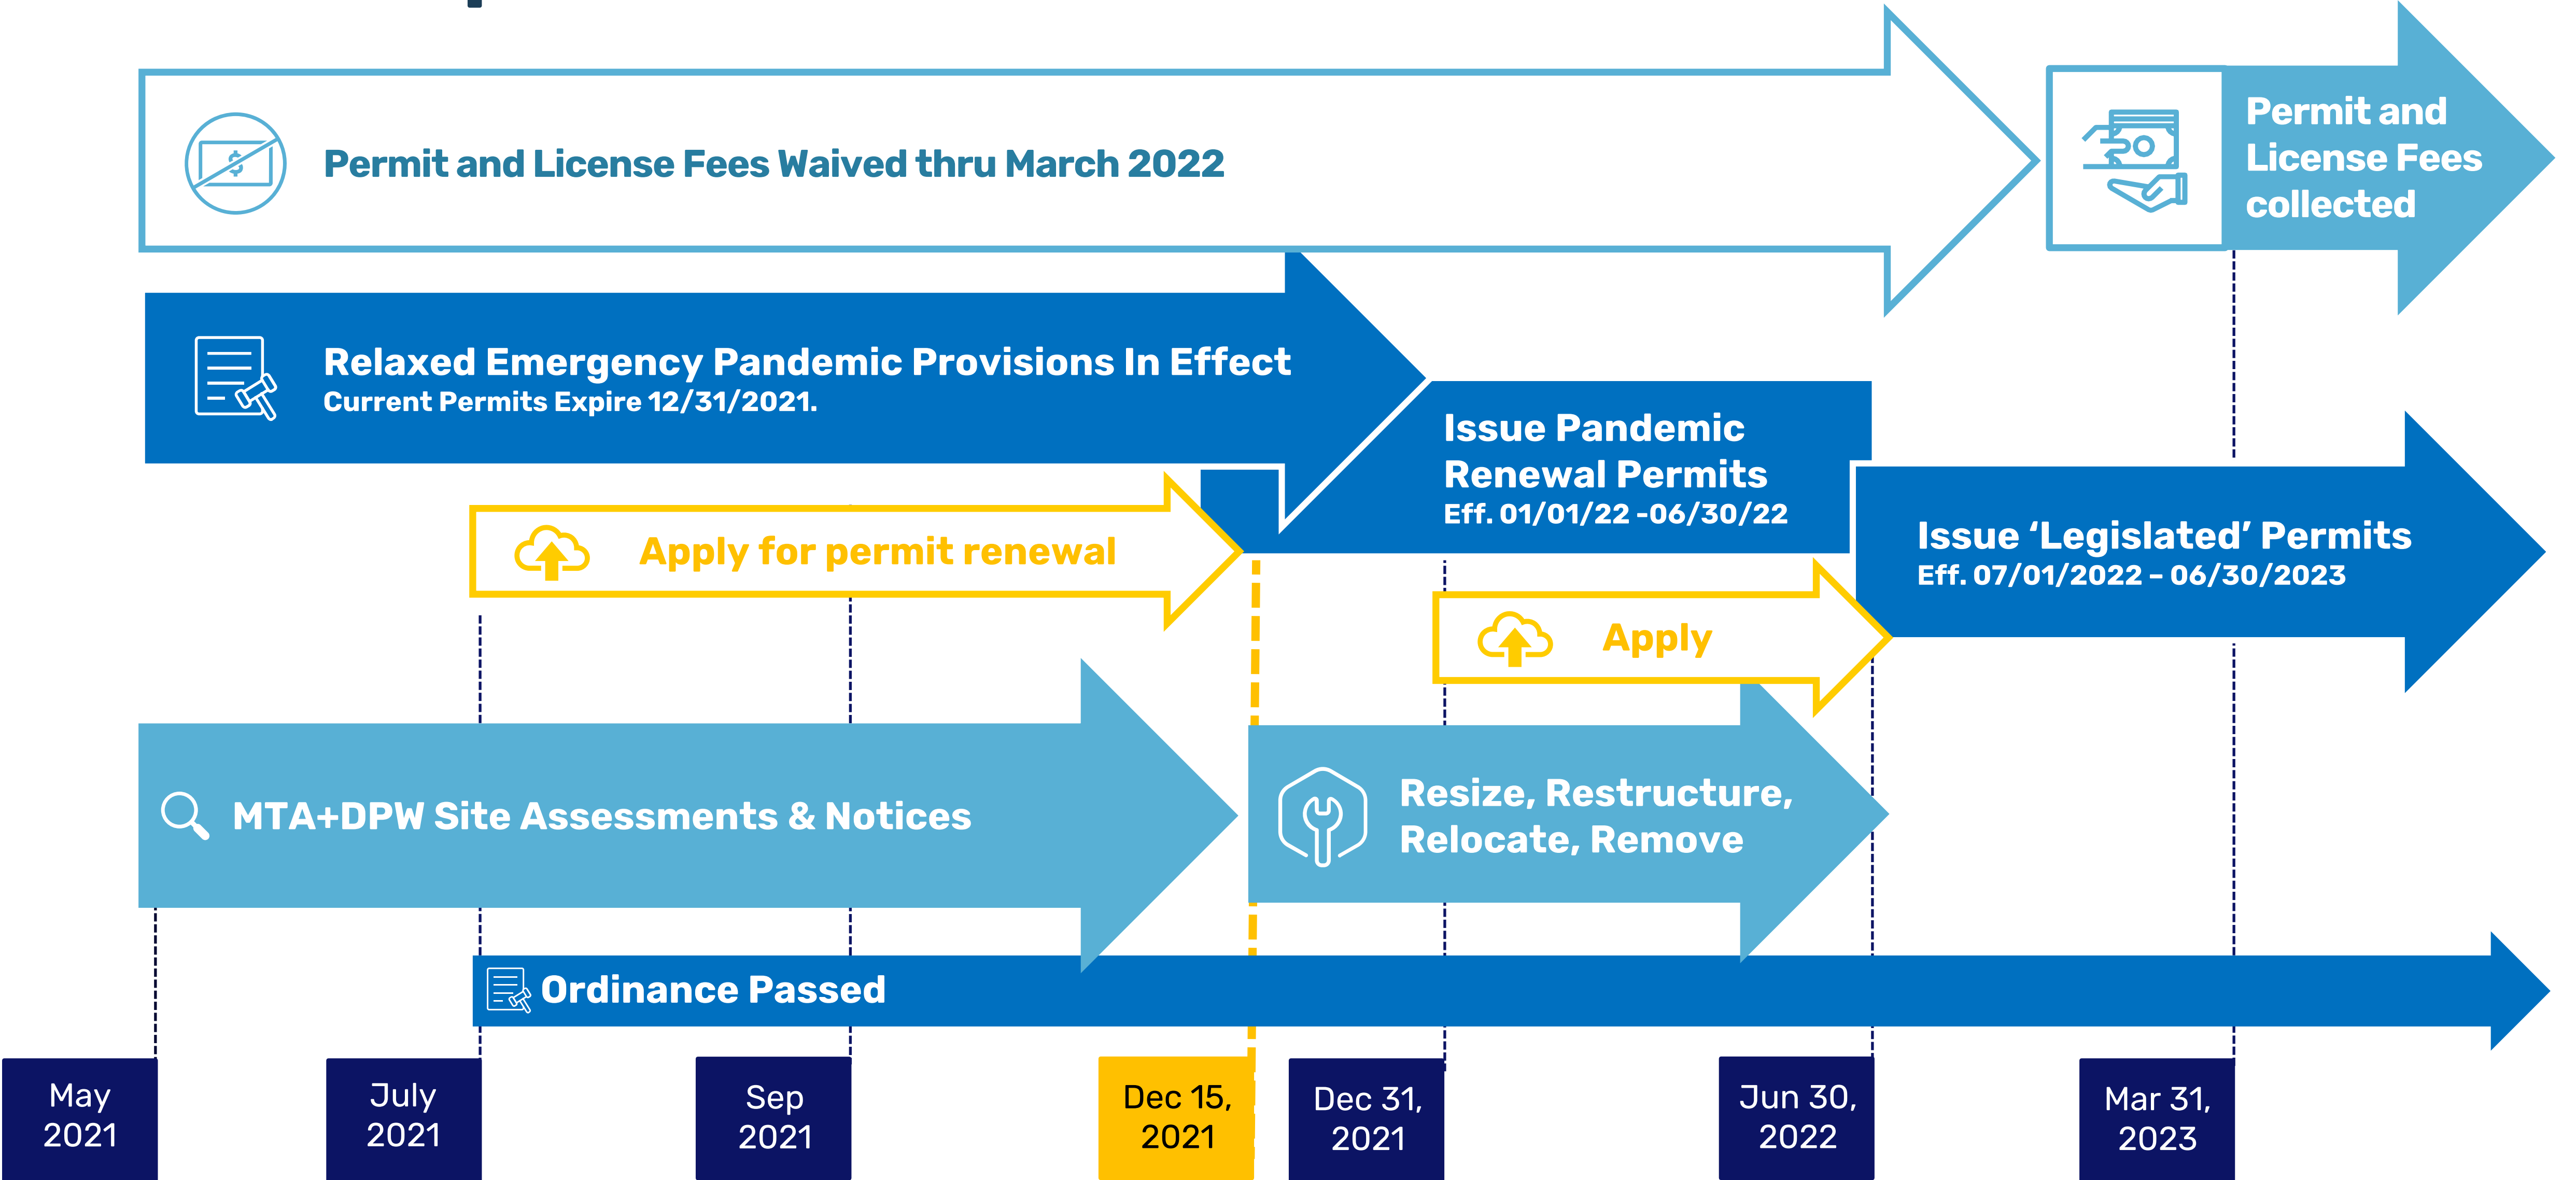 Permit and License Fees Waived thru March 2022
Permit and
License Fees
collected
Relaxed Emergency Pandemic Provisions In Effect
Current Permits Expire 12/31/2021.
Issue Pandemic
Renewal Permits
Eff. 01/01/22 -06/30/22
Apply for permit renewal
Issue ‘Legislated’ Permits
Eff. 07/01/2022 – 06/30/2023
Apply
MTA+DPW Site Assessments & Notices
Resize, Restructure,
Relocate, Remove
Ordinance Passed
May
2021
July
2021
Sep
2021
Dec 15,
2021
Dec 31,
2021
Jun 30,
2022
Mar 31,
2023